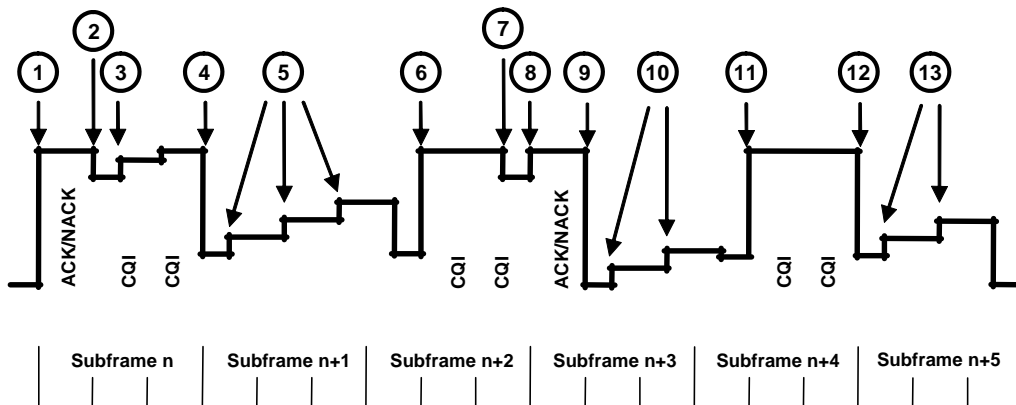 2
7
1
3
4
5
6
8
9
10
11
12
13
ACK/NACK
CQI
CQI
CQI
CQI
ACK/NACK
CQI
CQI
Subframe n
Subframe n+1
Subframe n+2
Subframe n+3
Subframe n+4
Subframe n+5